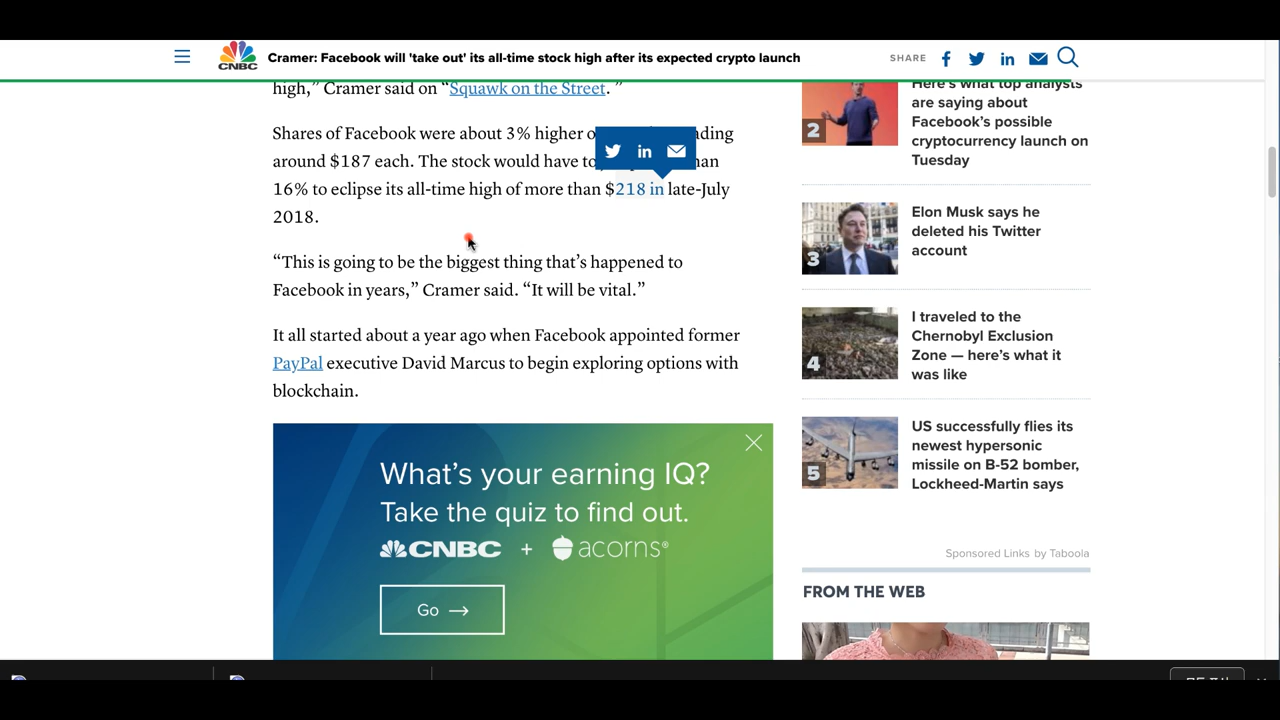 CNBC
Cramer: Facebook will 'take out' its all-time stock high after its expected crypto launch
SHARE
high,” Cramer said on “Squawk on the Street. ”
Shares of Facebook were about 3% higher
around $187 each. The stock would have to
16% to eclipse its all-time high of more than $218 in late-July
2018.
“This is going to be the biggest thing that’s happened to
Facebook in years,” Cramer said. “It will be vital.”
It all started about a year ago when Facebook appointed former
PayPal executive David Marcus to begin exploring options with
blockchain.
What’s your earning IQ?
Take the quiz to find out.
CNBC + acorns®
Go →
2
Here’s what top analysts
are saying about
Facebook’s possible
cryptocurrency launch on
Tuesday
3
Elon Musk says he
deleted his Twitter
account
4
I traveled to the
Chernobyl Exclusion
Zone — here’s what it
was like
5
US successfully flies its
newest hypersonic
missile on B-52 bomber,
Lockheed-Martin says
Sponsored Links by Taboola
FROM THE WEB